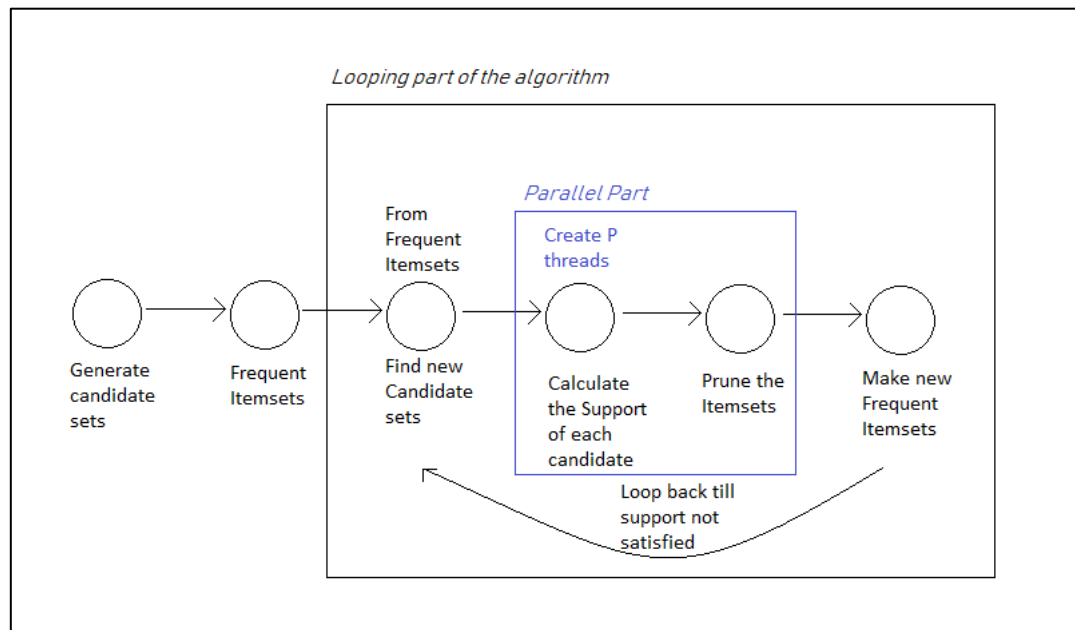 Looping part of the algorithm
Parallel Part
From
Frequent
Itemsets
Create P
threads
Generate
candidate
sets
Frequent
Itemsets
Find new
Candidate
sets
Calculate
the Support
of each
candidate
Prune the
Itemsets
Make new
Frequent
Itemsets
Loop back till
support not
satisfied